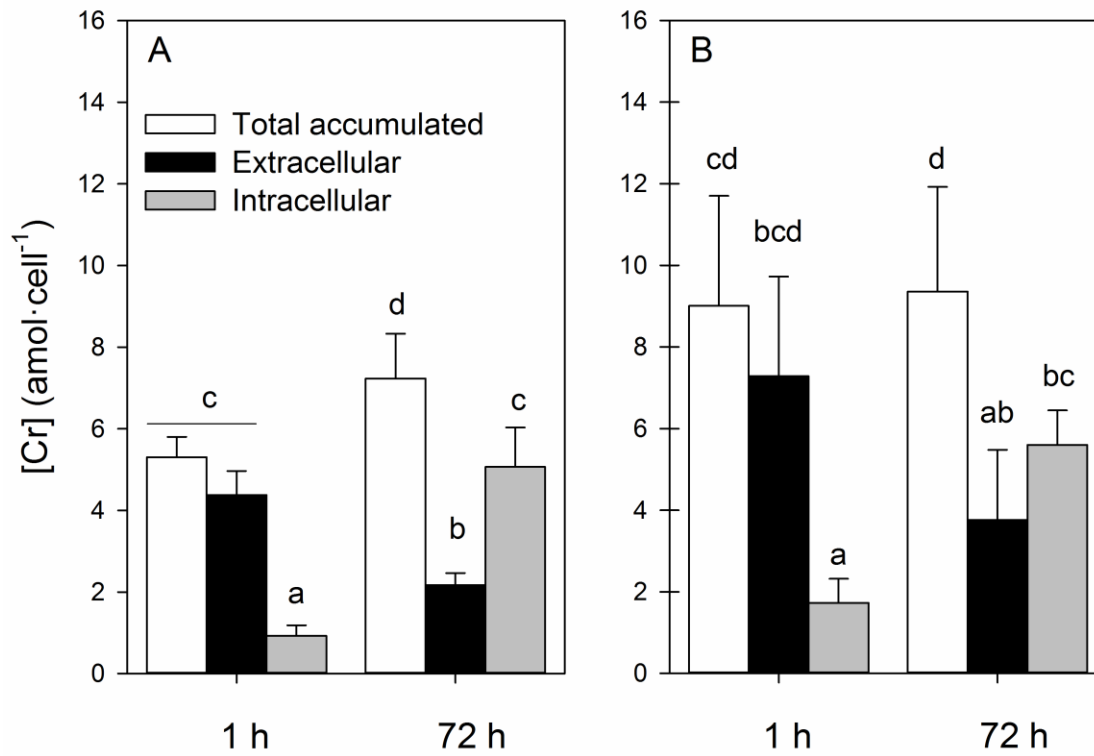 [Cr] (amol·cell⁻¹)
A
Total accumulated
Extracellular
Intracellular
16
14
12
10
8
6
4
2
0
c
a
d
b
c
1 h
72 h
B
16
14
12
10
8
6
4
2
0
cd
bcd
a
d
ab
bc
1 h
72 h